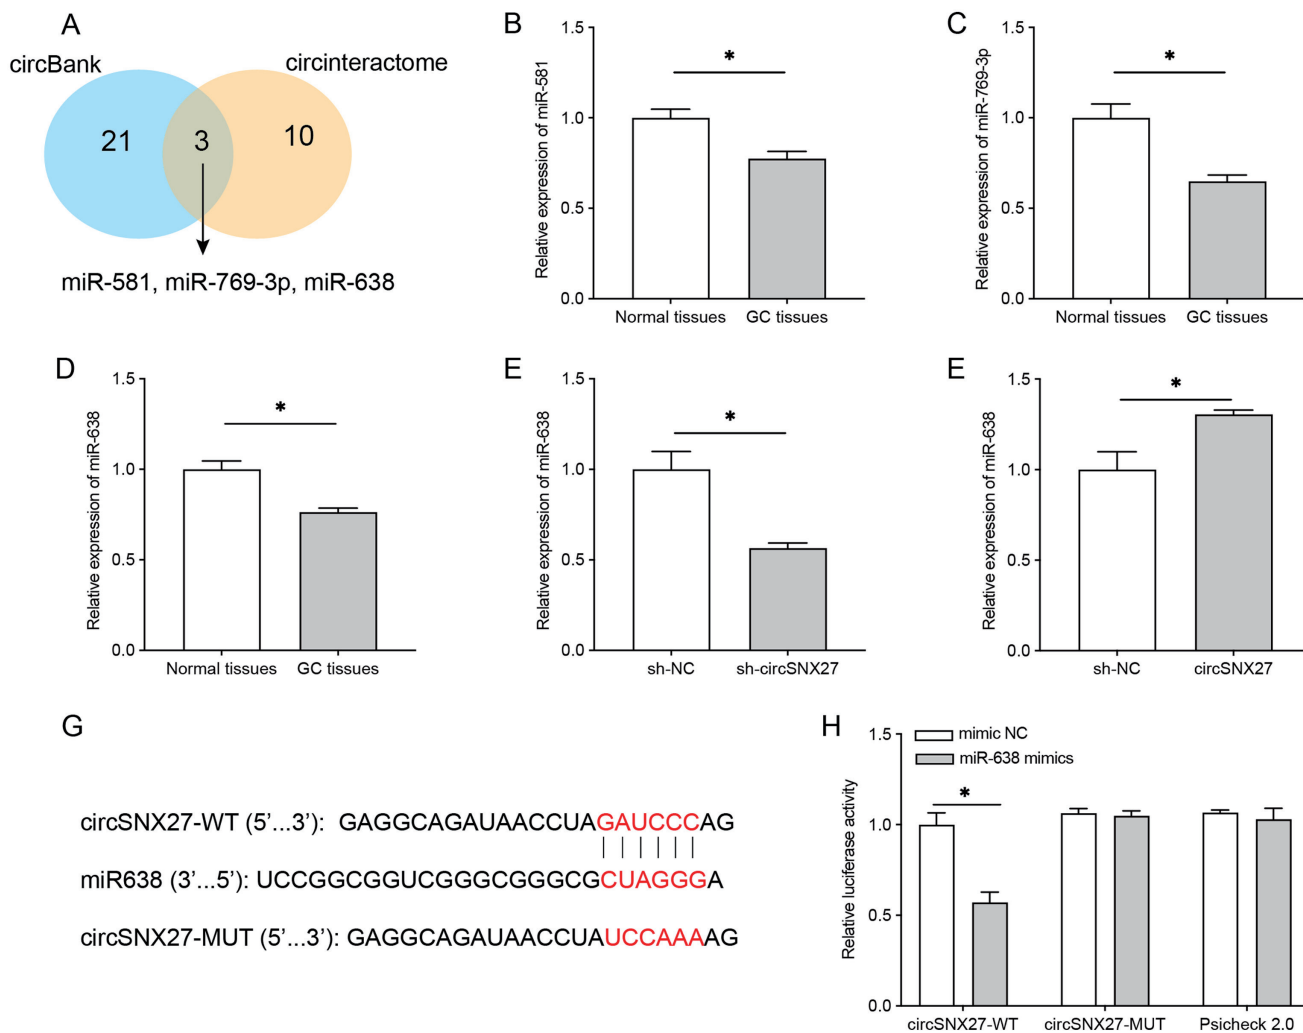 A
circBank
circinteractome
21
3
10
miR-581, miR-769-3p, miR-638
B
Relative expression of miR-581
1.5
1.0
0.5
0.0
*
Normal tissues
GC tissues
C
Relative expression of miR-769-3p
1.5
1.0
0.5
0.0
*
Normal tissues
GC tissues
D
Relative expression of miR-638
1.5
1.0
0.5
0.0
*
Normal tissues
GC tissues
E
Relative expression of miR-638
1.5
1.0
0.5
0.0
*
sh-NC
sh-circSNX27
E
Relative expression of miR-638
1.5
1.0
0.5
0.0
*
sh-NC
circSNX27
G
circSNX27-WT (5’...3’): GAGGCAGAUAACCUAGAUCCCAG
miR638 (3’...5’): UCCGGCGGUCGGGCGGGCGCUAGGGA
circSNX27-MUT (5’...3’): GAGGCAGAUAACCUAUCCAAAAG
H
Relative luciferase activity
1.5
1.0
0.5
0.0
mimic NC
miR-638 mimics
*
circSNX27-WT
circSNX27-MUT
Psicheck 2.0